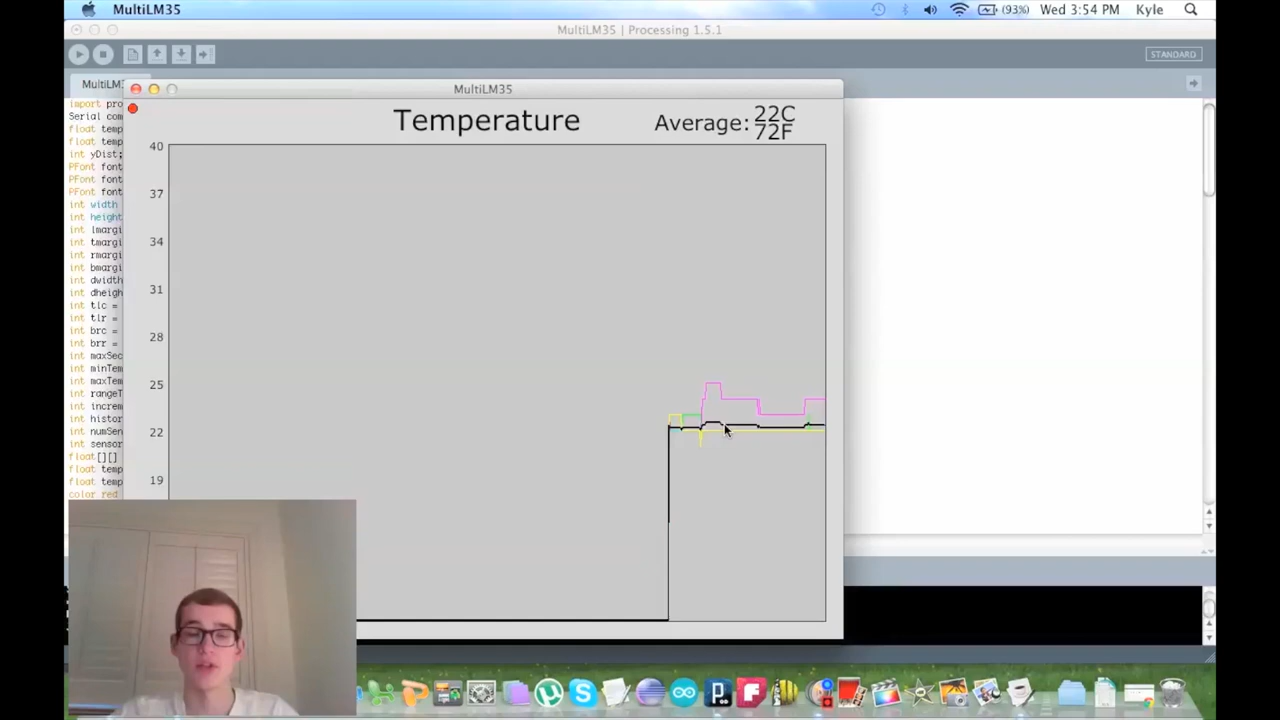 MultiLM35
(93%) Wed 3:54 PM Kyle
MultiLM35 | Processing 1.5.1
STANDARD
MultiLM3
MultiLM35
import pro
Serial com
float temp
float temp
int yDist;
PFont font
PFont font
PFont font
int width
int height
int lmargi
int tmargi
int rmargi
int bmargi
int dwidth
int dheigh
int tlc =
int tlr =
int brc =
int brr =
int maxSec
int minTem
int maxTem
int rangeT
int increm
int histor
int numSen
int sensor
float[][]
float temp
float temp
color red
Temperature
Average: 22C
72F
40
37
34
31
28
25
22
19